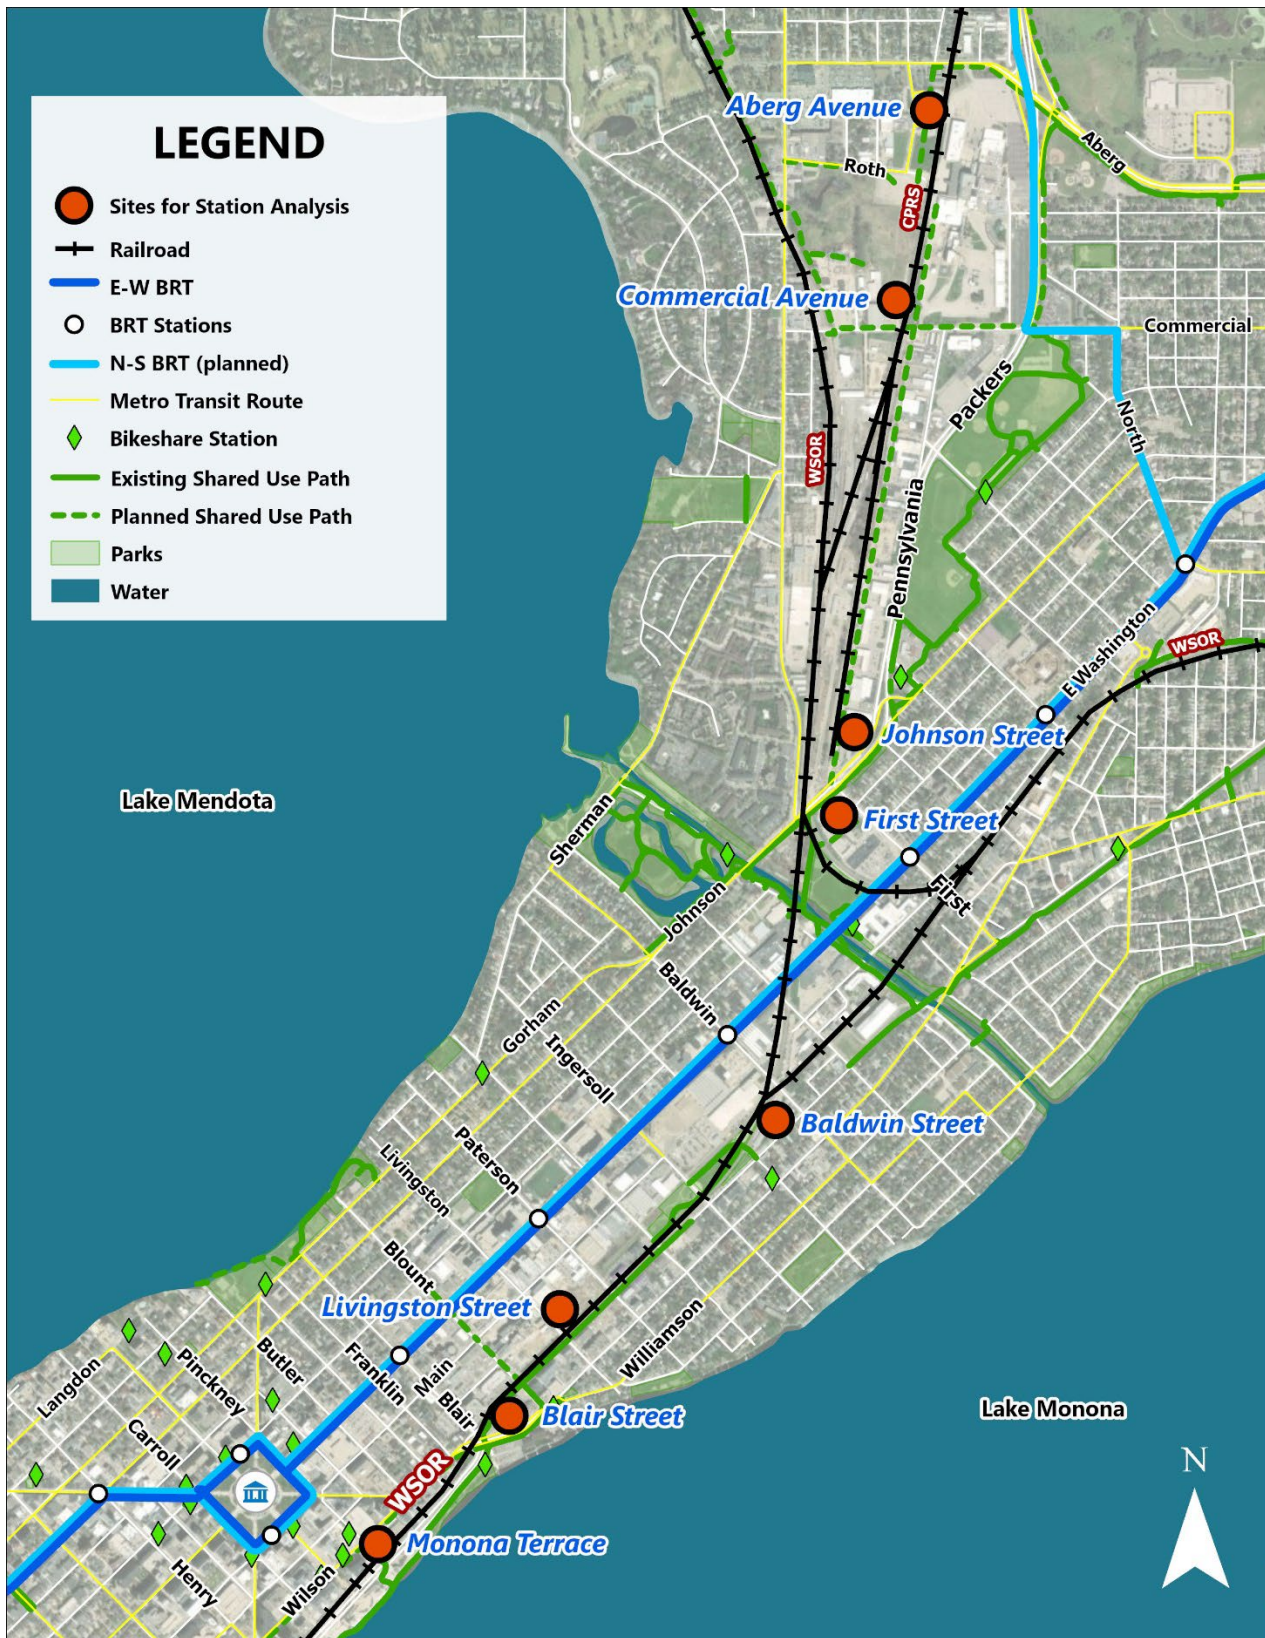 LEGEND
Sites for Station Analysis
Railroad
E-W BRT
BRT Stations
N-S BRT (planned)
Metro Transit Route
Bikeshare Station
Existing Shared Use Path
Planned Shared Use Path
Parks
Water
Aberg Avenue
Aberg
Roth
CPRS
Commercial Avenue
Commercial
Packers
North
WSOR
Pennsylvania
E Washington
WSOR
Johnson Street
Lake Mendota
Sherman
First Street
First
Johnson
Baldwin
Gorham
Ingersoll
Baldwin Street
Paterson
Livingston
Blount
Livingston Street
Williamson
Butler
Franklin
Main
Blair
Pinckney
Langdon
Carroll
Blair Street
Lake Monona
WSOR
Monona Terrace
Henry
Wilson
N